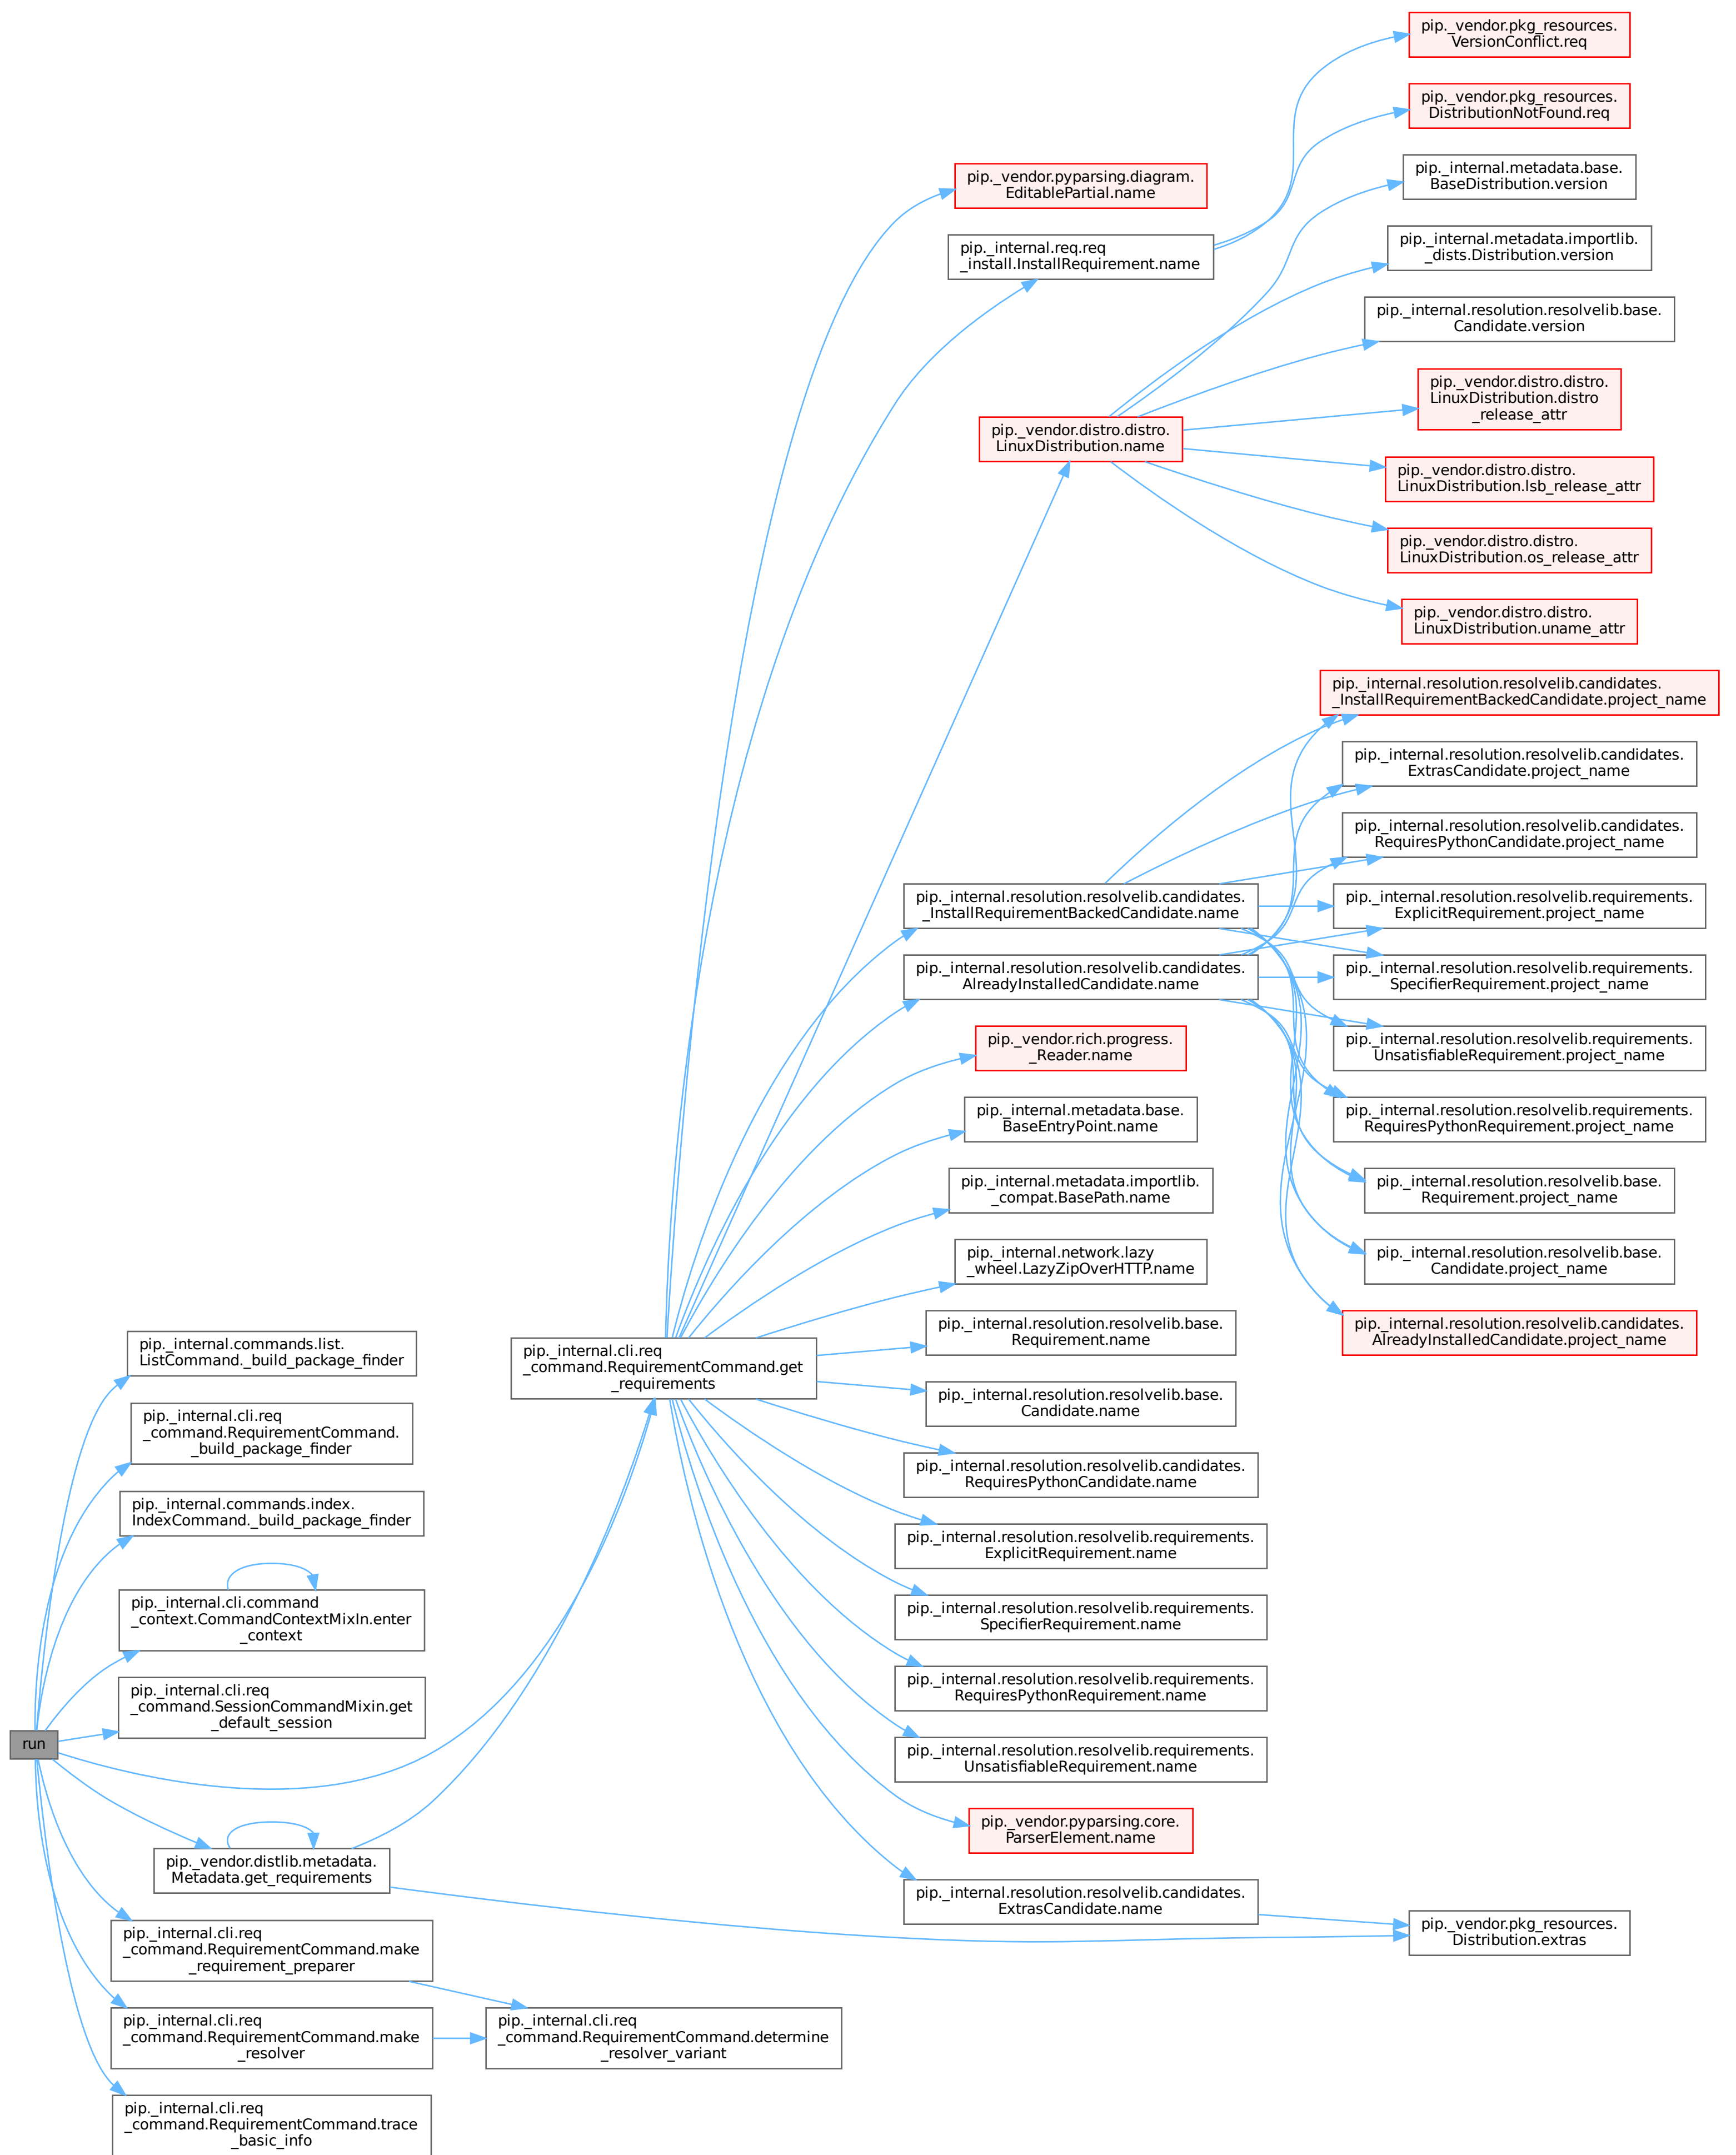 pip._vendor.pkg_resources.
VersionConflict.req
pip._vendor.pkg_resources.
DistributionNotFound.req
pip._internal.metadata.base.
BaseDistribution.version
pip._vendor.pyparsing.diagram.
EditablePartial.name
pip._internal.req.req
_install.InstallRequirement.name
pip._internal.metadata.importlib.
_dists.Distribution.version
pip._internal.resolution.resolvelib.base.
Candidate.version
pip._vendor.distro.distro.
LinuxDistribution.distro
_release_attr
pip._vendor.distro.distro.
LinuxDistribution.name
pip._vendor.distro.distro.
LinuxDistribution.lsb_release_attr
pip._vendor.distro.distro.
LinuxDistribution.os_release_attr
pip._vendor.distro.distro.
LinuxDistribution.uname_attr
pip._internal.resolution.resolvelib.candidates.
_InstallRequirementBackedCandidate.project_name
pip._internal.resolution.resolvelib.candidates.
ExtrasCandidate.project_name
pip._internal.resolution.resolvelib.candidates.
RequiresPythonCandidate.project_name
pip._internal.resolution.resolvelib.candidates.
_InstallRequirementBackedCandidate.name
pip._internal.resolution.resolvelib.requirements.
ExplicitRequirement.project_name
pip._internal.resolution.resolvelib.candidates.
AlreadyInstalledCandidate.name
pip._internal.resolution.resolvelib.requirements.
SpecifierRequirement.project_name
pip._vendor.rich.progress.
_Reader.name
pip._internal.resolution.resolvelib.requirements.
UnsatisfiableRequirement.project_name
pip._internal.metadata.base.
BaseEntryPoint.name
pip._internal.resolution.resolvelib.requirements.
RequiresPythonRequirement.project_name
pip._internal.metadata.importlib.
_compat.BasePath.name
pip._internal.resolution.resolvelib.base.
Requirement.project_name
pip._internal.network.lazy
_wheel.LazyZipOverHTTP.name
pip._internal.resolution.resolvelib.base.
Candidate.project_name
pip._internal.resolution.resolvelib.base.
Requirement.name
pip._internal.resolution.resolvelib.candidates.
AlreadyInstalledCandidate.project_name
pip._internal.commands.list.
ListCommand._build_package_finder
pip._internal.cli.req
_command.RequirementCommand.get
_requirements
pip._internal.resolution.resolvelib.base.
Candidate.name
pip._internal.cli.req
_command.RequirementCommand.
_build_package_finder
pip._internal.resolution.resolvelib.candidates.
RequiresPythonCandidate.name
pip._internal.commands.index.
IndexCommand._build_package_finder
pip._internal.resolution.resolvelib.requirements.
ExplicitRequirement.name
pip._internal.cli.command
_context.CommandContextMixIn.enter
_context
pip._internal.resolution.resolvelib.requirements.
SpecifierRequirement.name
pip._internal.cli.req
_command.SessionCommandMixin.get
_default_session
pip._internal.resolution.resolvelib.requirements.
RequiresPythonRequirement.name
run
pip._internal.resolution.resolvelib.requirements.
UnsatisfiableRequirement.name
pip._vendor.pyparsing.core.
ParserElement.name
pip._vendor.distlib.metadata.
Metadata.get_requirements
pip._internal.resolution.resolvelib.candidates.
ExtrasCandidate.name
pip._vendor.pkg_resources.
Distribution.extras
pip._internal.cli.req
_command.RequirementCommand.make
_requirement_preparer
pip._internal.cli.req
_command.RequirementCommand.make
_resolver
pip._internal.cli.req
_command.RequirementCommand.determine
_resolver_variant
pip._internal.cli.req
_command.RequirementCommand.trace
_basic_info